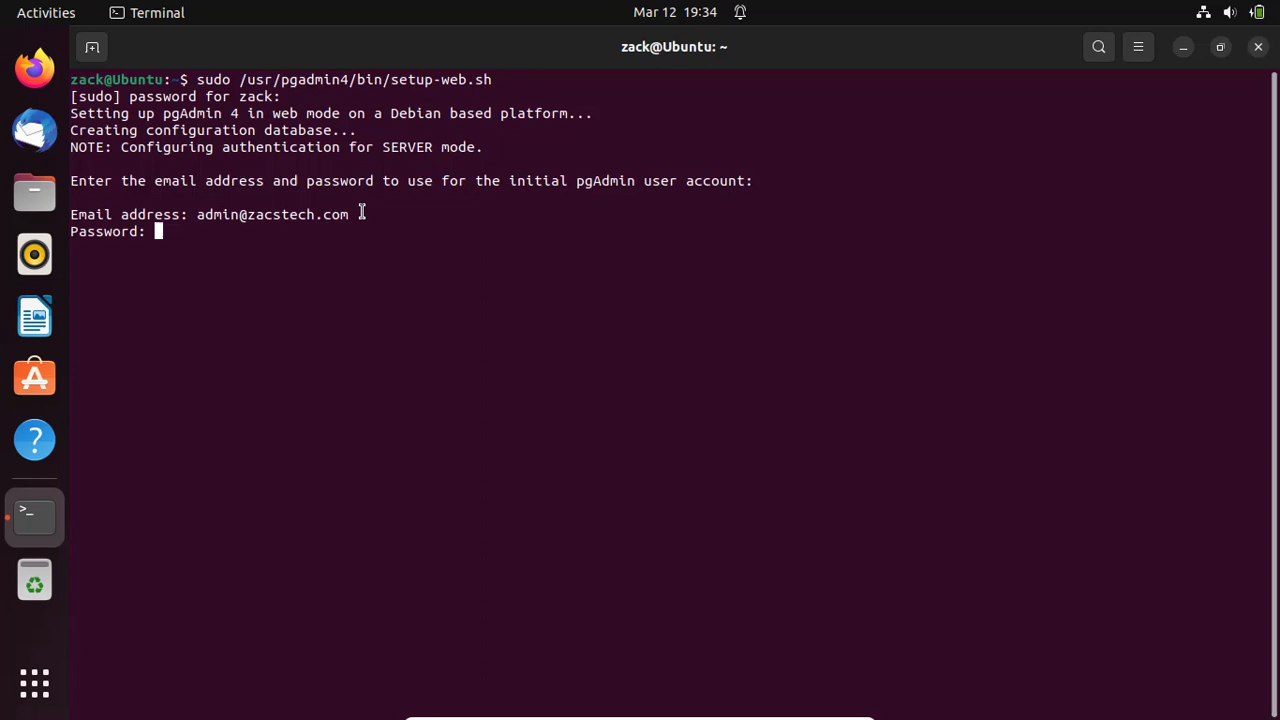 Activities
Terminal
Mar 12 19:34
zack@Ubuntu: ~
zack@Ubuntu:~$ sudo /usr/pgadmin4/bin/setup-web.sh
[sudo] password for zack:
Setting up pgAdmin 4 in web mode on a Debian based platform...
Creating configuration database...
NOTE: Configuring authentication for SERVER mode.
Enter the email address and password to use for the initial pgAdmin user account:
Email address: admin@zacstech.com
Password: